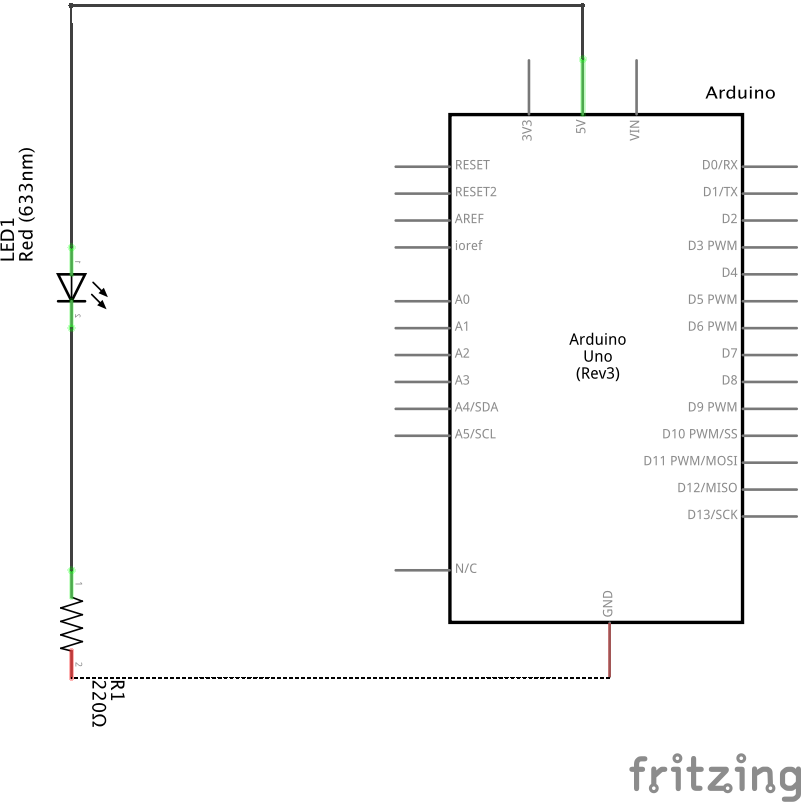 Arduino
3V3
5V
VIN
RESET
D0/RX
RESET2
D1/TX
AREF
D2
ioref
D3 PWM
D4
A0
D5 PWM
A1
D6 PWM
A2
D7
A3
D8
A4/SDA
D9 PWM
A5/SCL
D10 PWM/SS
D11 PWM/MOSI
D12/MISO
D13/SCK
N/C
GND
Arduino
Uno
(Rev3)
LED1
Red (633nm)
1
2
1
2
R1
220Ω
fritzing